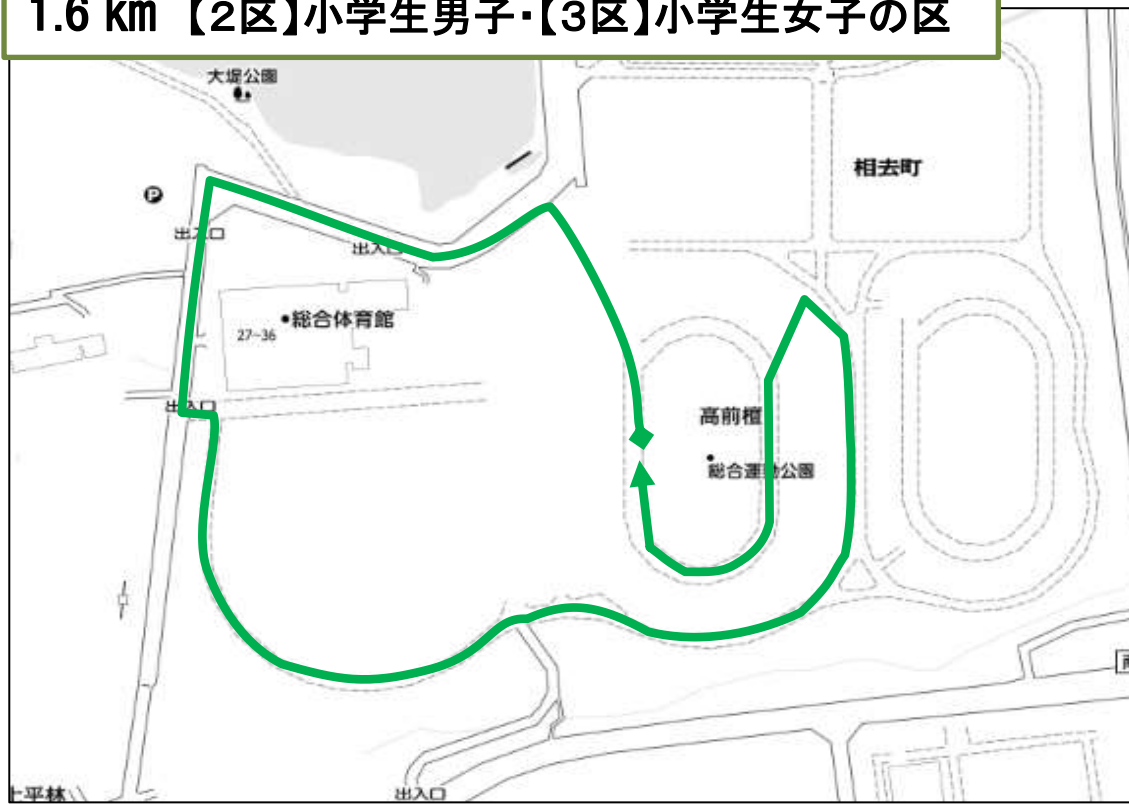 1.6 km 【2区】小学生男子・【3区】小学生女子の区
大堤公園
相去町
P
出入口
出入口
総合体育館
27-36
出入口
高前檀
総合運動公園
上平林
出入口